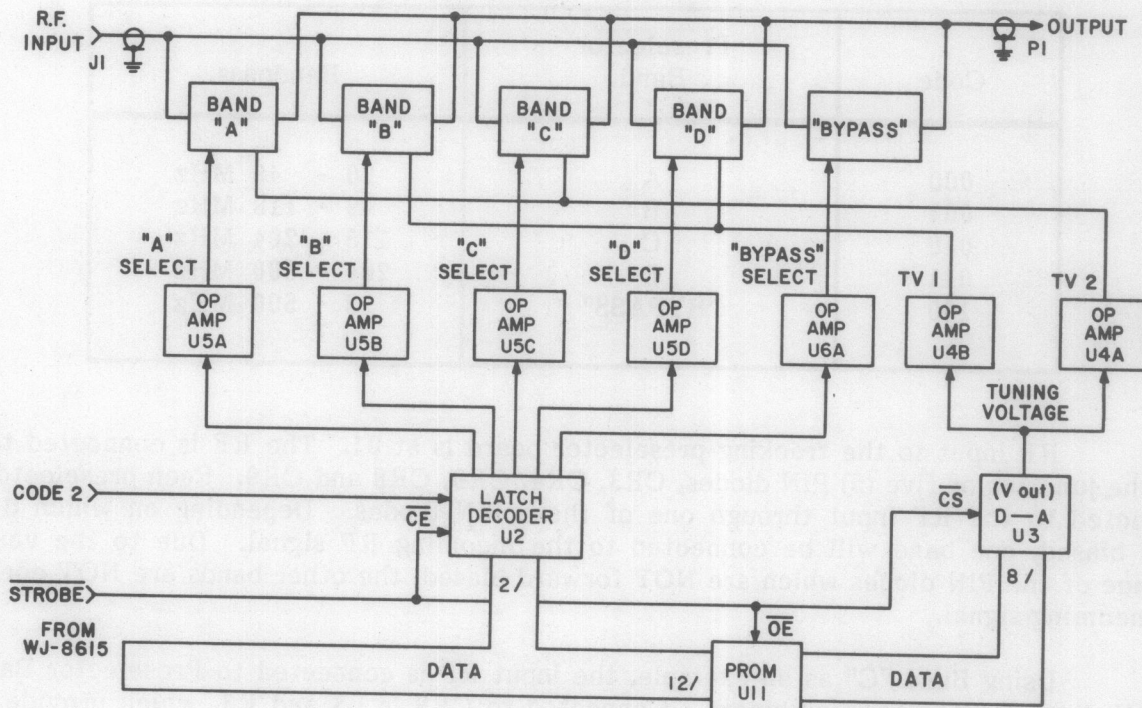 R.F.
INPUT
J1
OUTPUT
P1
BAND "A"
BAND "B"
BAND "C"
BAND "D"
"BYPASS"
"A" SELECT
"B" SELECT
"C" SELECT
"D" SELECT
"BYPASS" SELECT
TV 1
TV 2
OP AMP U5A
OP AMP U5B
OP AMP U5C
OP AMP U5D
OP AMP U6A
OP AMP U4B
OP AMP U4A
TUNING VOLTAGE
CODE 2
CE
LATCH DECODER U2
CS
(V out)
D - A
U3
STROBE
2/
8/
OE
FROM
WJ-8615
DATA
12/
PROM U11
DATA